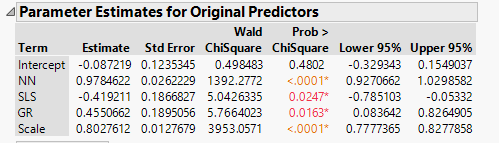 Parameter Estimates for Original Predictors
Wald Prob >
Term Estimate Std Error ChiSquare ChiSquare Lower 95% Upper 95%
Intercept -0.087219 0.1235345 0.498483 0.4802 -0.329343 0.1549037
NN 0.9784622 0.0262229 1392.2772 <.0001* 0.9270662 1.0298582
SLS -0.419211 0.1866827 5.0426335 0.0247* -0.785103 -0.05332
GR 0.4550662 0.1895056 5.7664023 0.0163* 0.083642 0.8264905
Scale 0.8027612 0.0127679 3953.0571 <.0001* 0.7777365 0.8277858